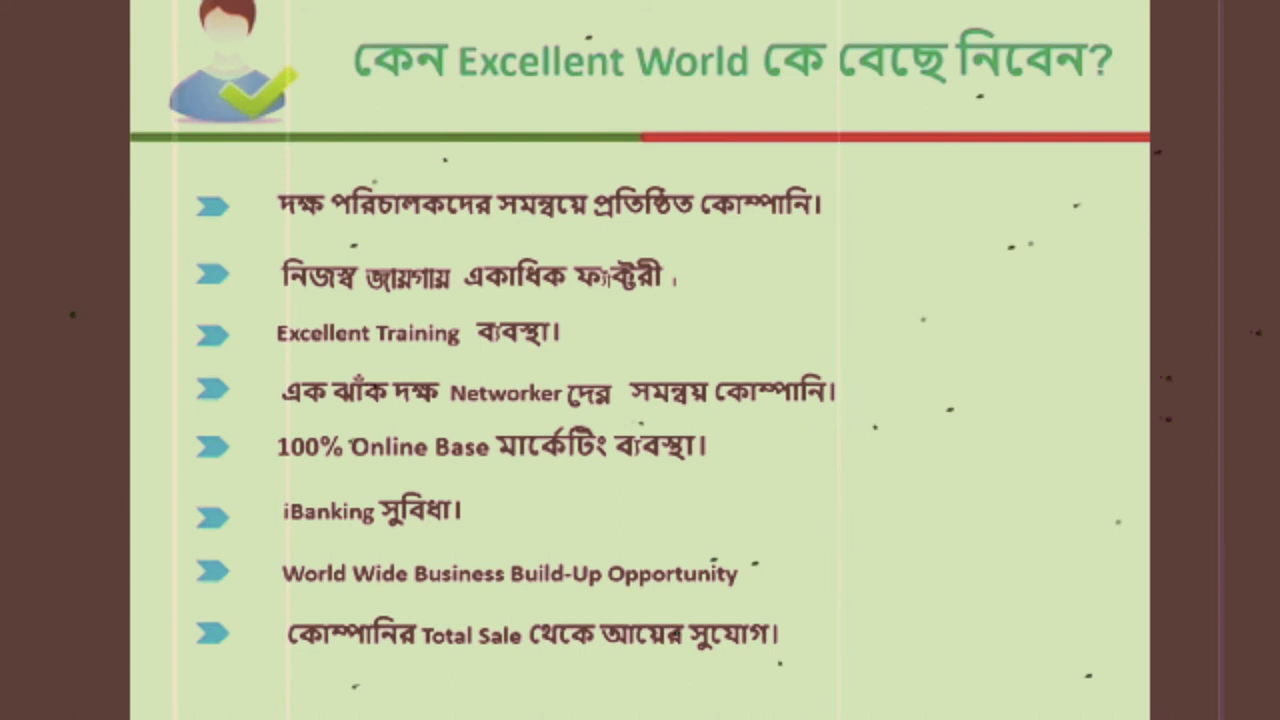 কেন Excellent World কে বেছে নিবেন?
দক্ষ পরিচালকদের সমন্বয়ে প্রতিষ্ঠিত কোম্পানি।
নিজস্ব জায়গায় একাধিক ফ্যাক্টরী ।
Excellent Training ব্যবস্থা।
এক ঝাঁক দক্ষ Networker দের সমন্বয় কোম্পানি।
100% Online Base মার্কেটিং ব্যবস্থা।
iBanking সুবিধা।
World Wide Business Build-Up Opportunity
কোম্পানির Total Sale থেকে আয়ের সুযোগ।